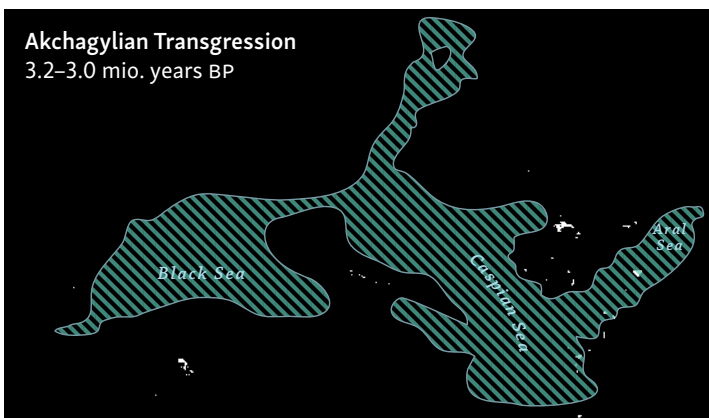 Akchagylian Transgression
3.2–3.0 mio. years BP
Aral
Sea
Black Sea
Caspian Sea